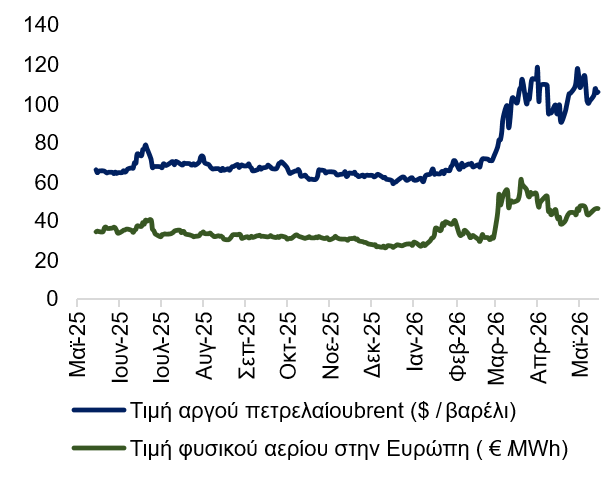 140
120
100
80
60
40
20
0
Μαϊ-25
Ιουν-25
Ιουλ-25
Αυγ-25
Σεπ-25
Οκτ-25
Νοε-25
Δεκ-25
Ιαν-26
Φεβ-26
Μαρ-26
Απρ-26
Μαϊ-26
Τιμή αργού πετρελαίουbrent ($ / βαρέλι)
Τιμή φυσικού αερίου στην Ευρώπη ( € /MWh)